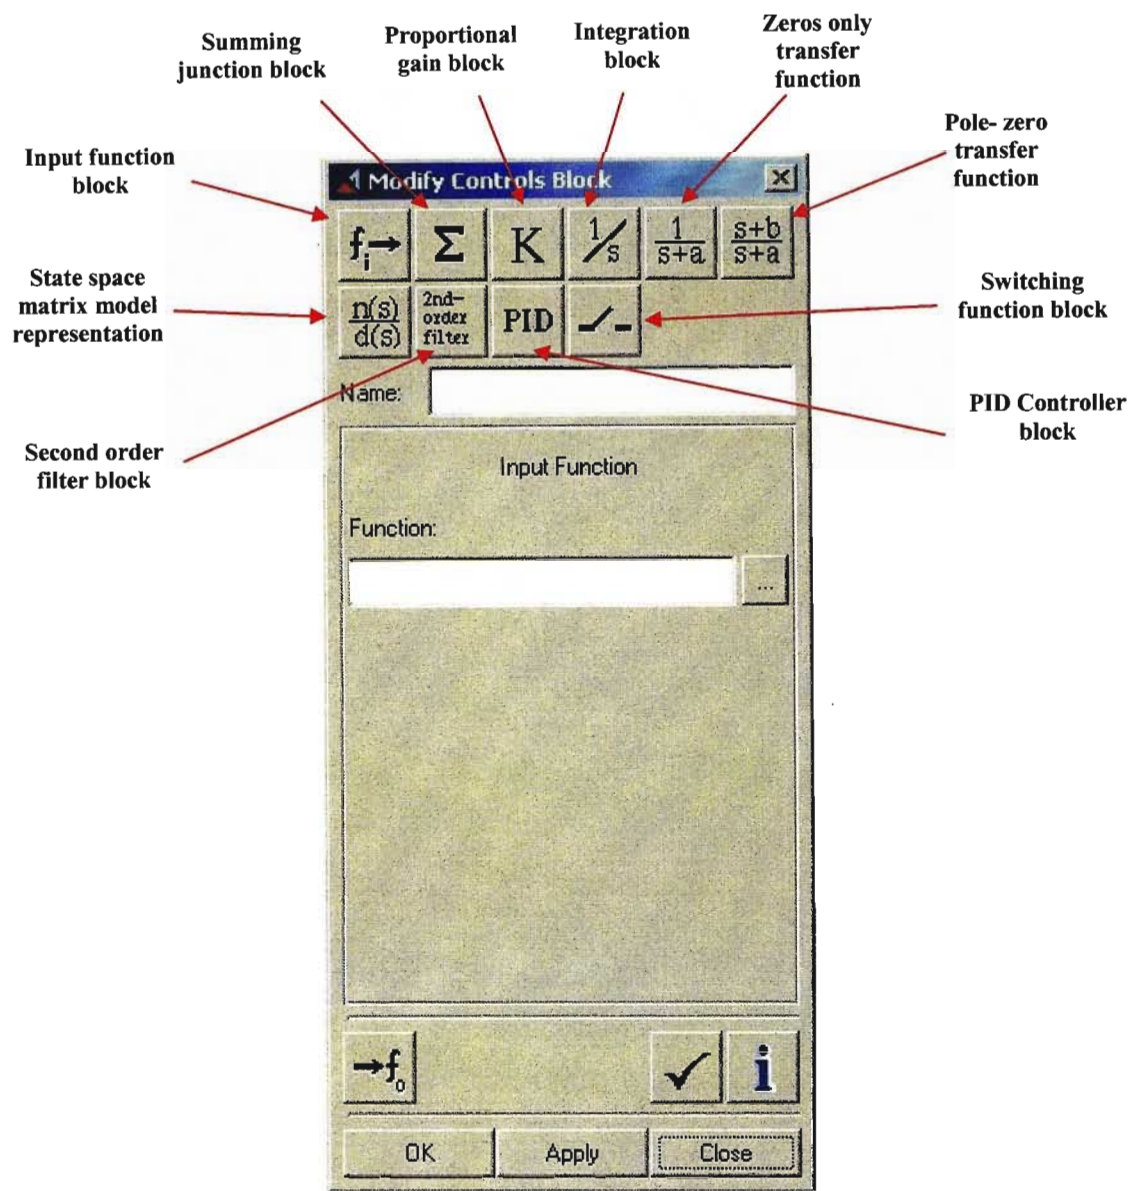 Summing
junction block
Proportional
gain block
Integration
block
Zeros only
transfer
function
Pole- zero
transfer
function
Input function
block
Modify Controls Block
fi→
Σ
K
1/s
1
s+a
s+b
s+a
State space
matrix model
representation
n(s)
d(s)
2nd-
order
filter
PID
Switching
function block
Name:
PID Controller
block
Second order
filter block
Input Function
Function:
...
→fo
i
OK
Apply
Close